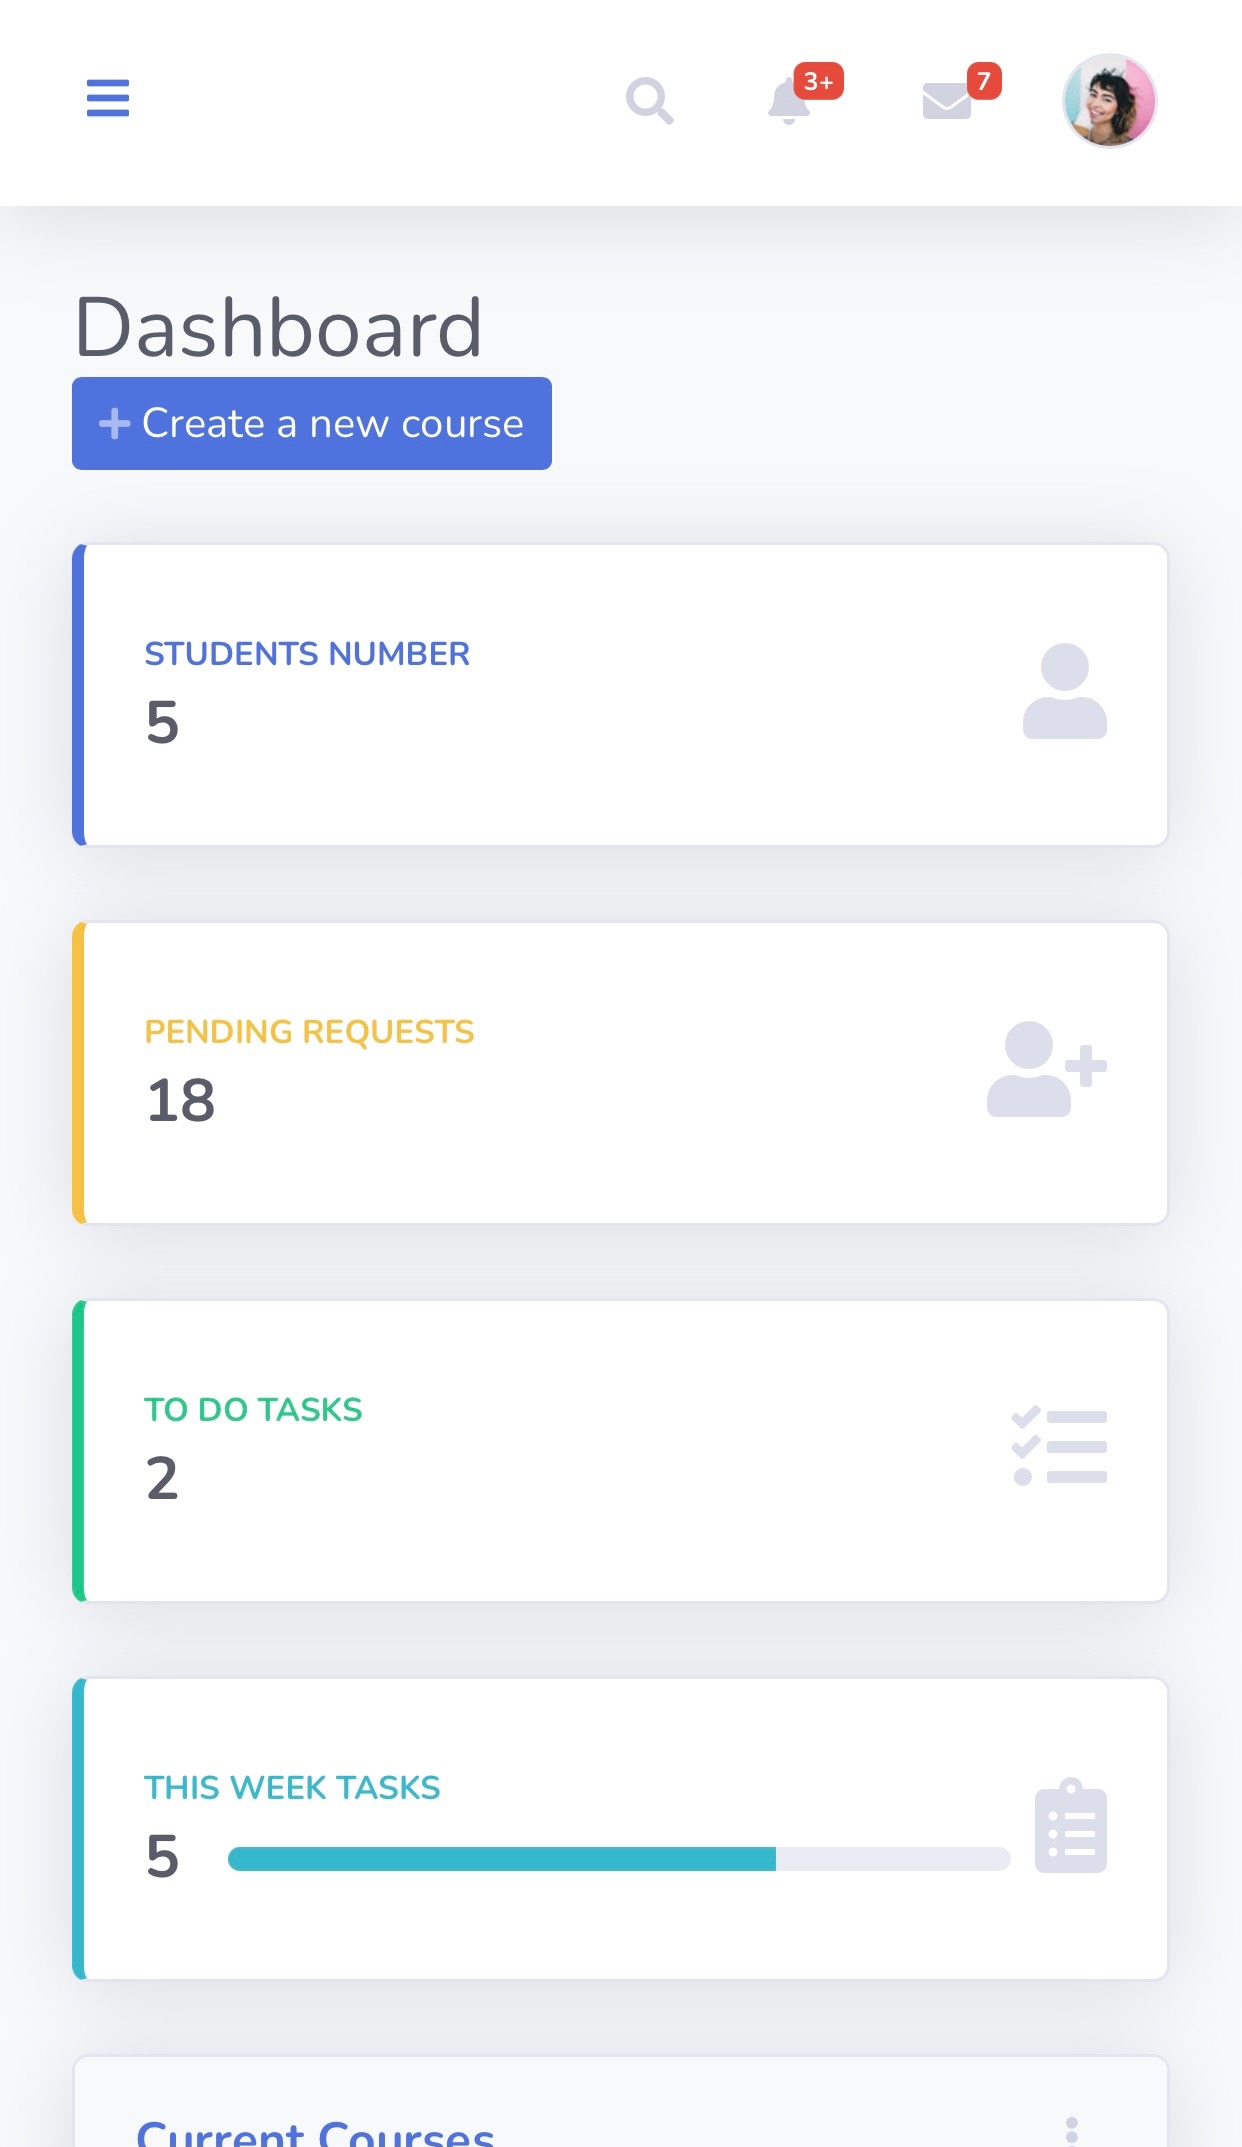 3+
7
Dashboard
Create a new course
STUDENTS NUMBER
5
PENDING REQUESTS
18
TO DO TASKS
2
THIS WEEK TASKS
5
Current Courses